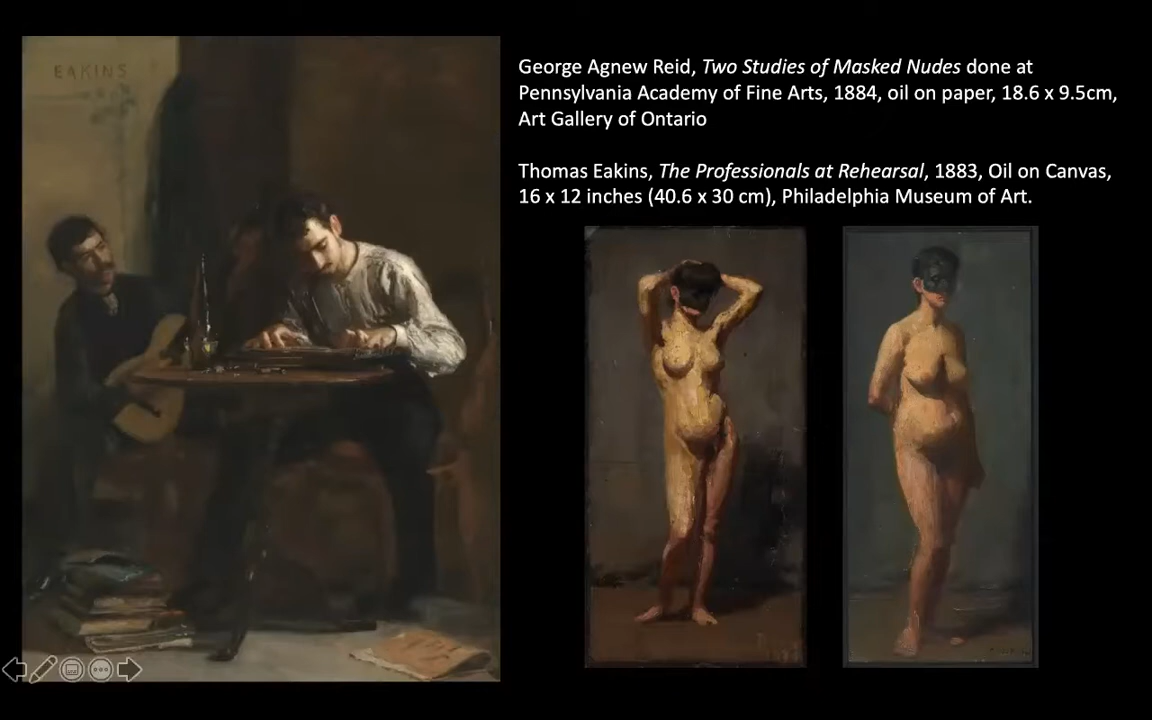 EAKINS
George Agnew Reid, Two Studies of Masked Nudes done at
Pennsylvania Academy of Fine Arts, 1884, oil on paper, 18.6 x 9.5cm,
Art Gallery of Ontario
Thomas Eakins, The Professionals at Rehearsal, 1883, Oil on Canvas,
16 x 12 inches (40.6 x 30 cm), Philadelphia Museum of Art.